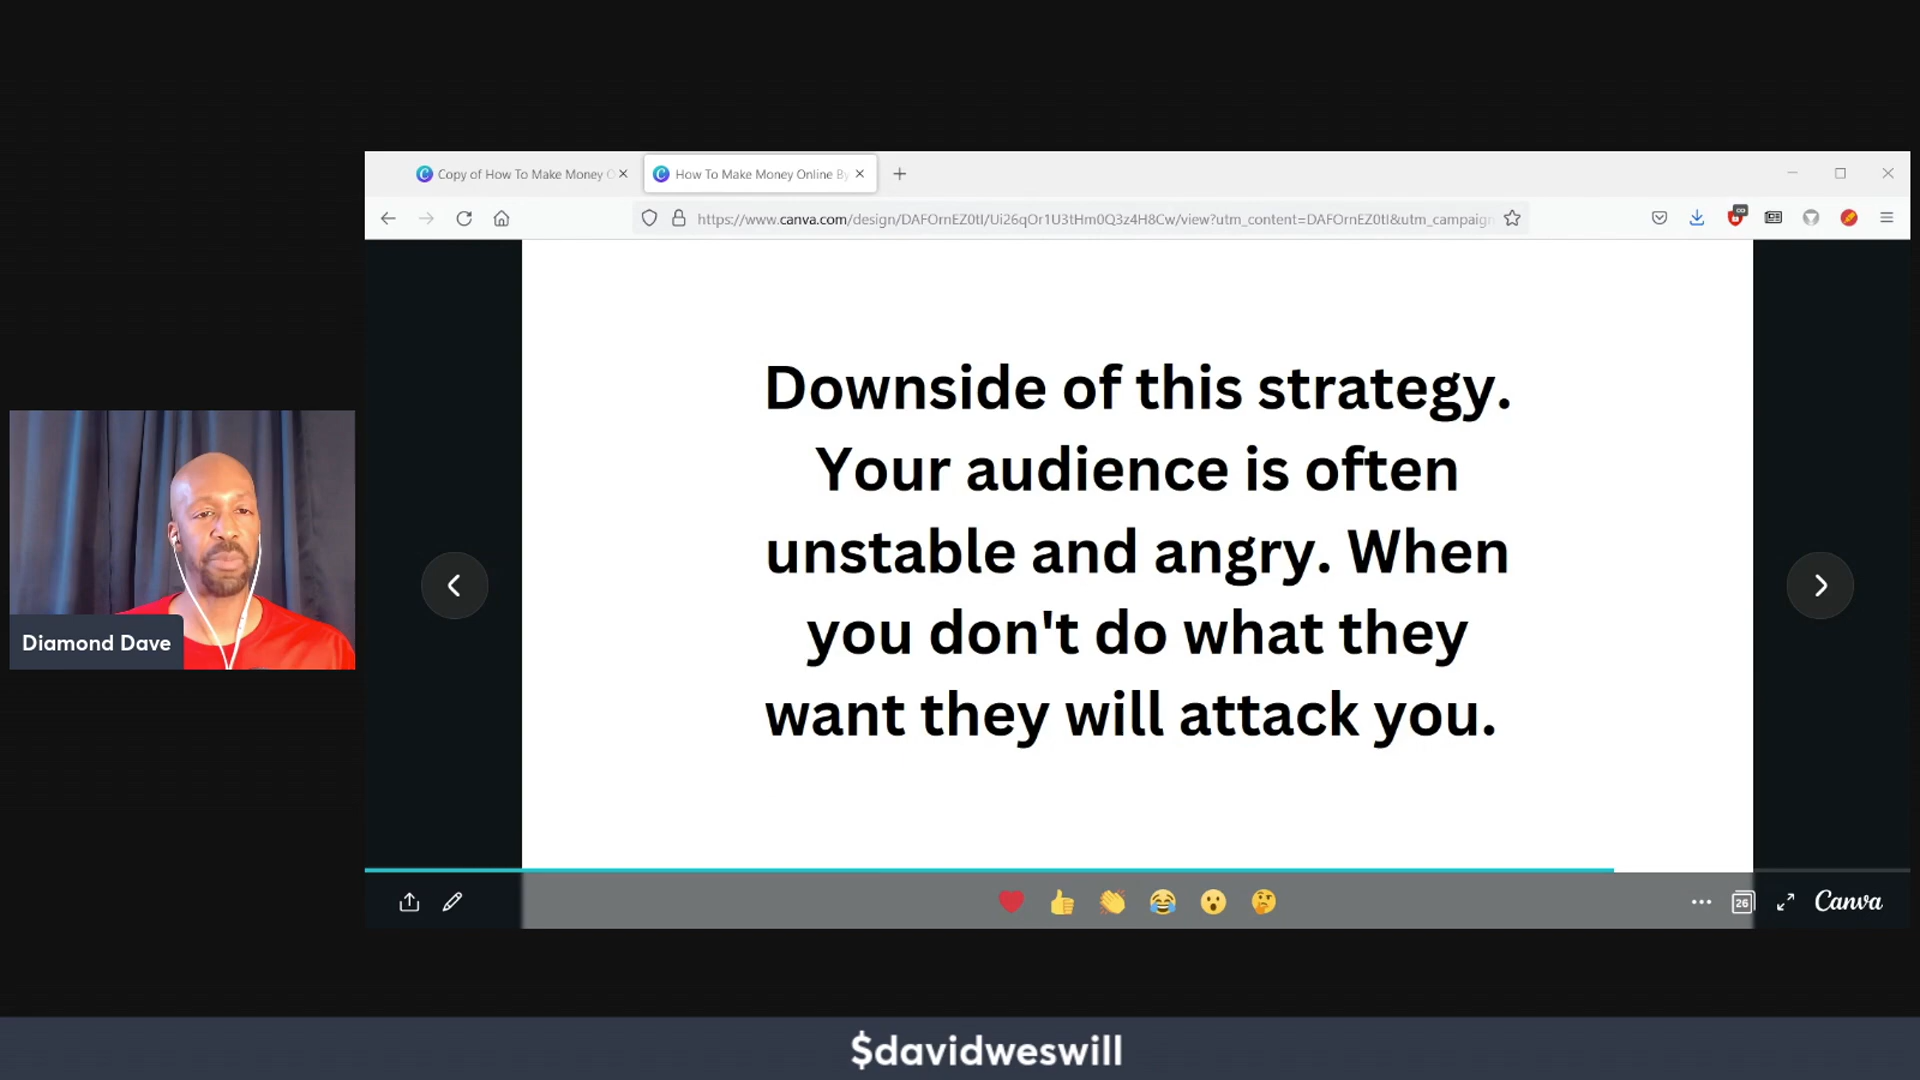 Copy of How To Make Money O
How To Make Money Online By
https://www.canva.com/design/DAFOrnEZ0tI/Ui26qOr1U3tHm0Q3z4H8Cw/view?utm_content=DAFOrnEZ0tI&utm_campaign
Downside of this strategy.
Your audience is often
unstable and angry. When
you don't do what they
want they will attack you.
Diamond Dave
26
Canva
$davidweswill